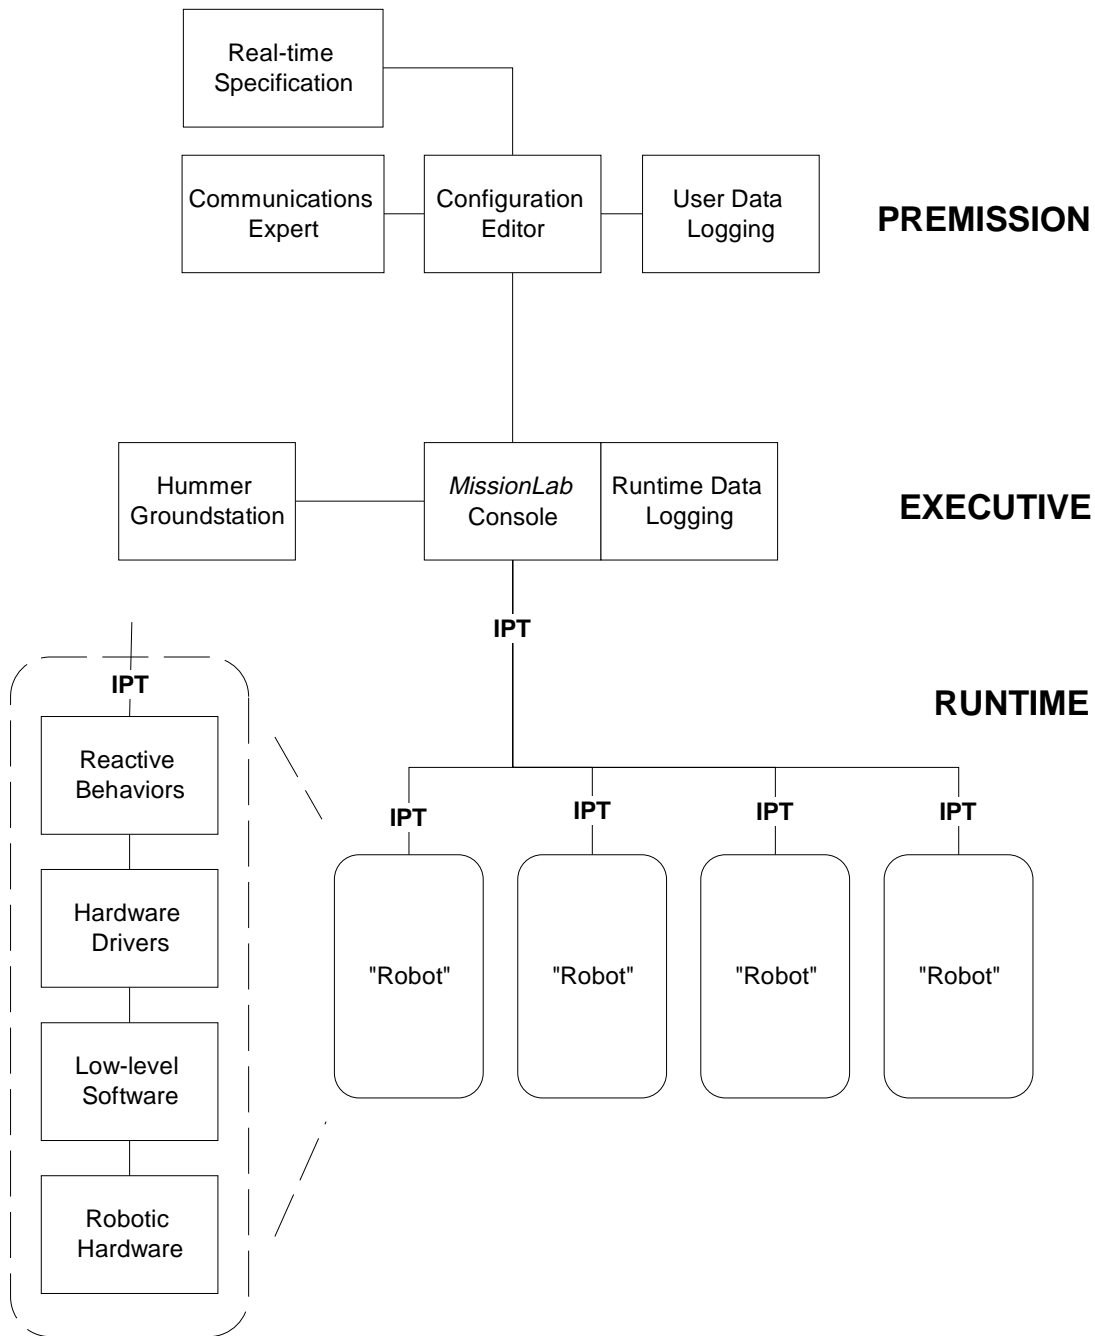 Real-time
Specification
Communications
Expert
Configuration
Editor
User Data
Logging
PREMISSION
Hummer
Groundstation
MissionLab
Console
Runtime Data
Logging
EXECUTIVE
IPT
RUNTIME
IPT
Reactive
Behaviors
Hardware
Drivers
Low-level
Software
Robotic
Hardware
IPT
IPT
IPT
IPT
"Robot"
"Robot"
"Robot"
"Robot"